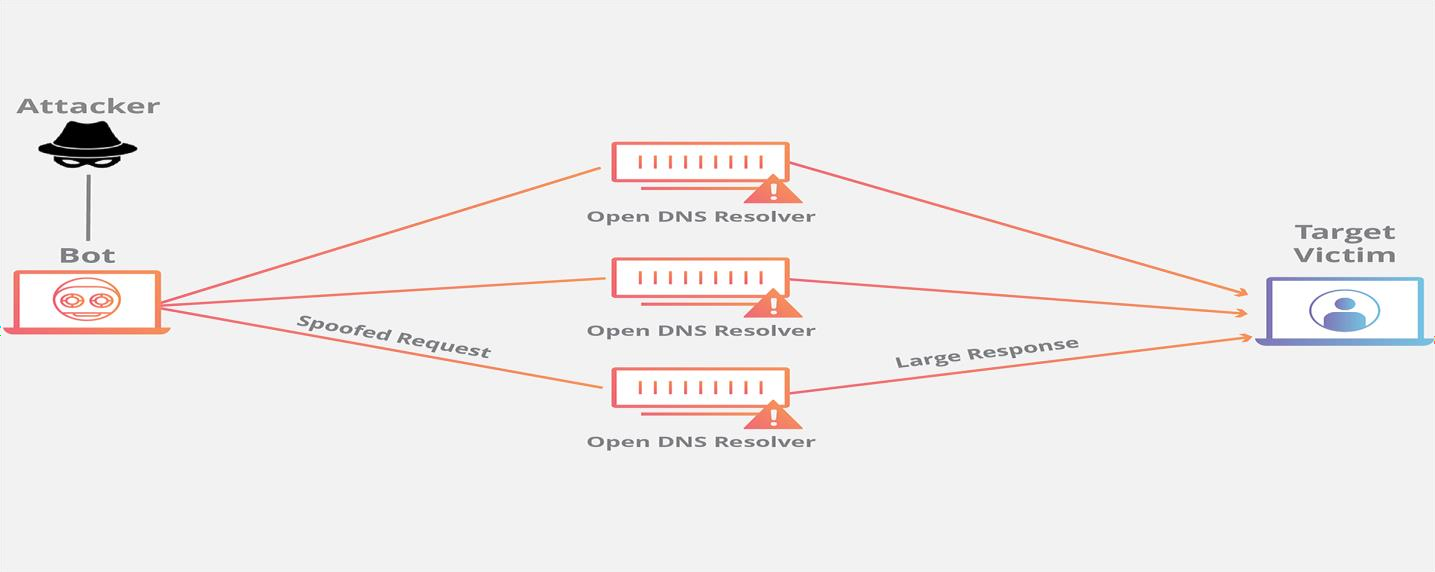 Attacker
Bot
Spoofed Request
Open DNS Resolver
Open DNS Resolver
Open DNS Resolver
Large Response
Target
Victim